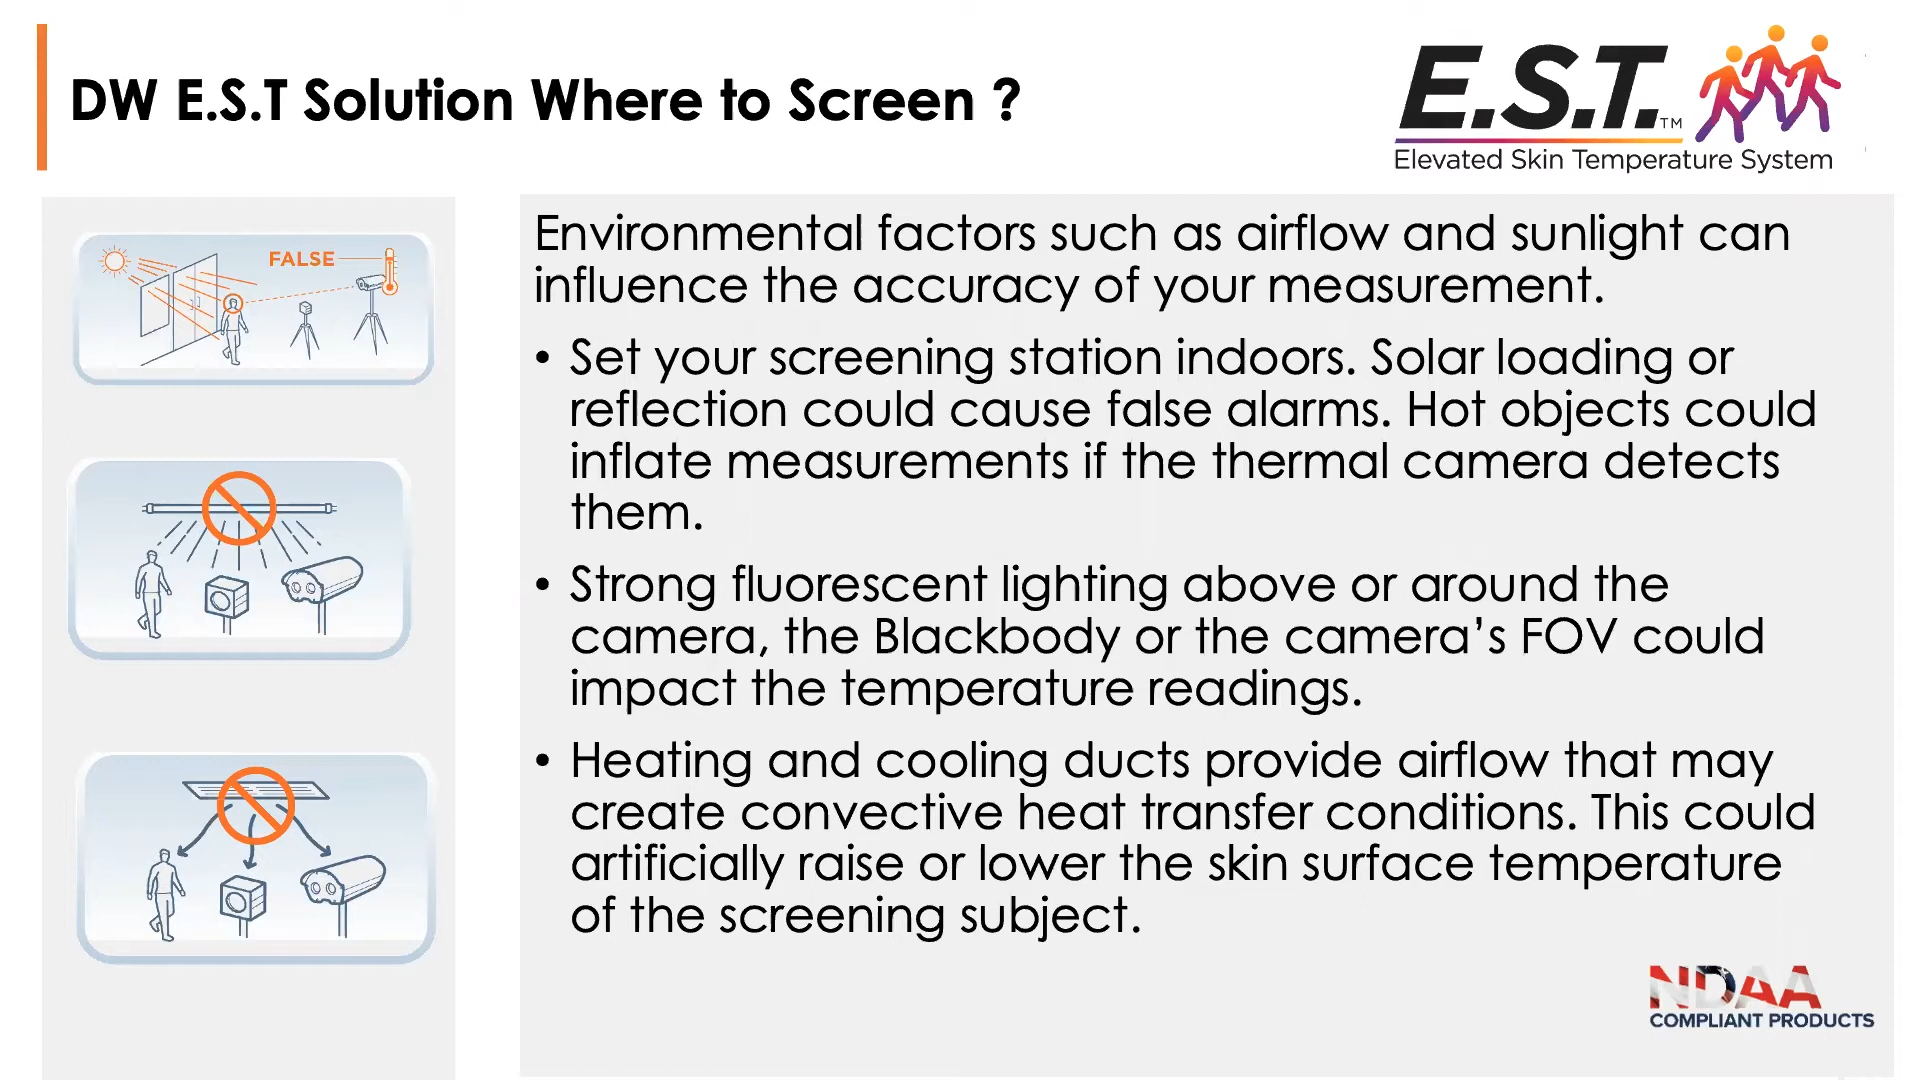 DW E.S.T Solution Where to Screen ?
E.S.T.™
Elevated Skin Temperature System
FALSE
Environmental factors such as airflow and sunlight can
influence the accuracy of your measurement.
• Set your screening station indoors. Solar loading or
reflection could cause false alarms. Hot objects could
inflate measurements if the thermal camera detects
them.
• Strong fluorescent lighting above or around the
camera, the Blackbody or the camera’s FOV could
impact the temperature readings.
• Heating and cooling ducts provide airflow that may
create convective heat transfer conditions. This could
artificially raise or lower the skin surface temperature
of the screening subject.
NDAA
COMPLIANT PRODUCTS